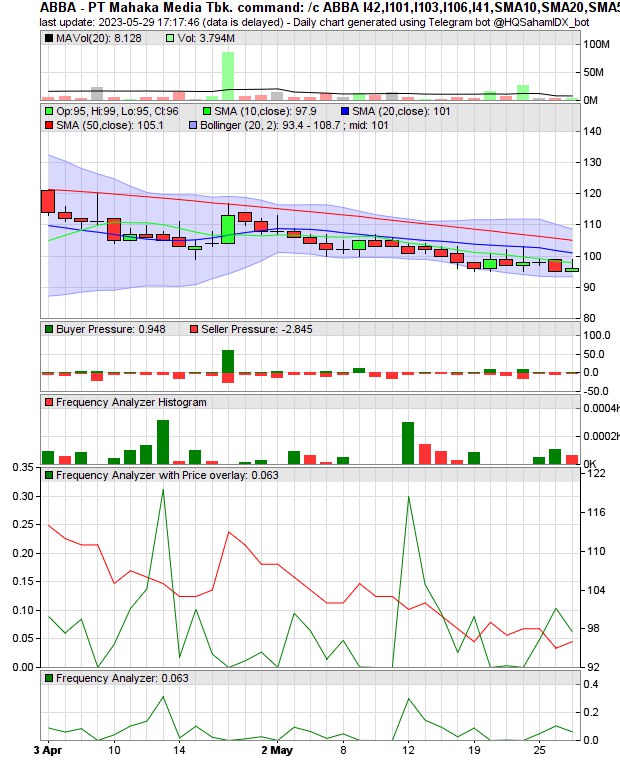 ABBA - PT Mahaka Media Tbk. command: /c ABBA I42,I101,I103,I106,I41,SMA10,SMA20,SMA5
last update: 2023-05-29 17:17:46 (data is delayed) - Daily chart generated using Telegram bot @HQSahamIDX_bot
MAVol(20): 8.128 Vol: 3.794M
100M
50M
0M
Op:95, Hi:99, Lo:95, Cl:96 SMA (10,close): 97.9 SMA (20,close): 101
SMA (50,close): 105.1 Bollinger (20, 2): 93.4 - 108.7 ; mid: 101
140
130
120
110
100
90
80
Buyer Pressure: 0.948 Seller Pressure: -2.845
100.0
50.0
0.0
-50.0
Frequency Analyzer Histogram
0.0004K
0.0002K
0K
Frequency Analyzer with Price overlay: 0.063
0.35
0.30
0.25
0.20
0.15
0.10
0.05
0.00
122
116
110
104
98
92
Frequency Analyzer: 0.063
0.4
0.2
0.0
3 Apr 10 14 2 May 8 12 19 25